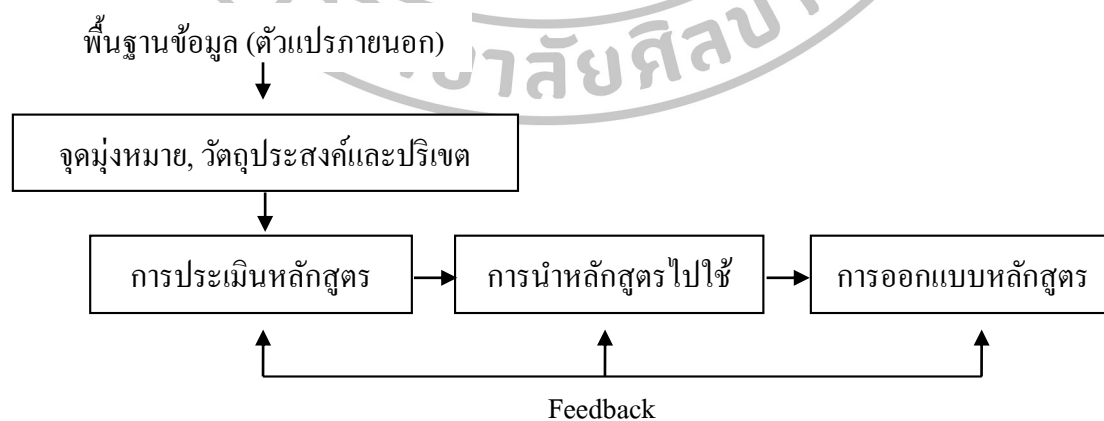 พื้นฐานข้อมูล (ตัวแปรภายนอก)
จุดมุ่งหมาย, วัตถุประสงค์และปริเขต
การประเมินหลักสูตร
การนำหลักสูตรไปใช้
การออกแบบหลักสูตร
Feedback